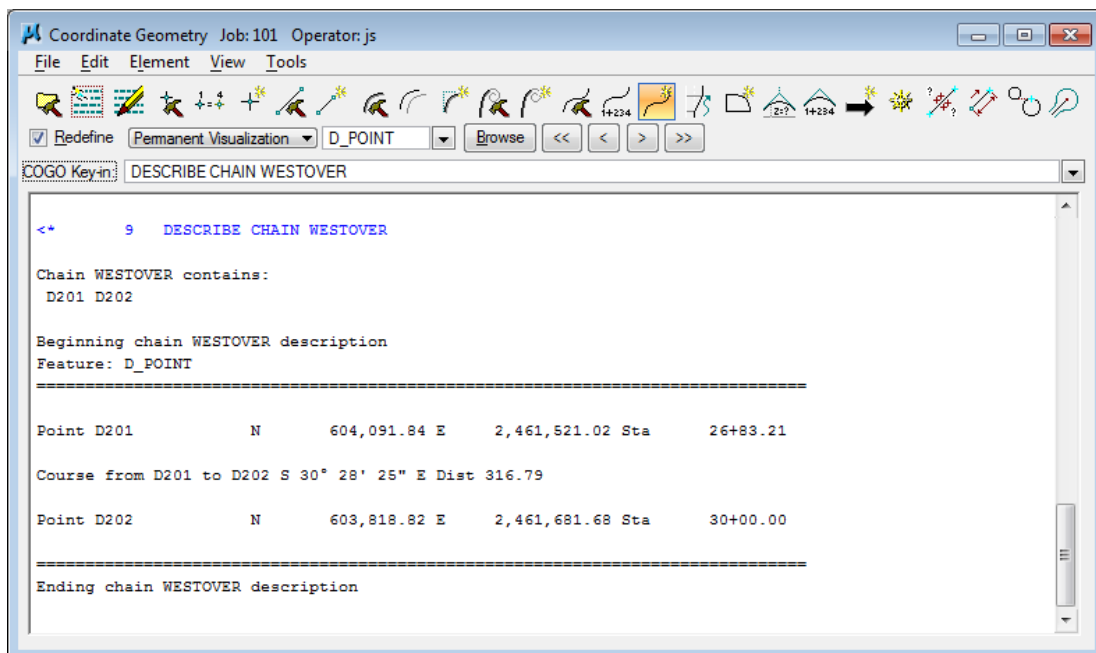 Coordinate Geometry Job: 101 Operator: js
File Edit Element View Tools
Redefine Permanent Visualization D_POINT Browse << < > >>
COGO Key-in: DESCRIBE CHAIN WESTOVER
<* 9 DESCRIBE CHAIN WESTOVER
Chain WESTOVER contains:
D201 D202
Beginning chain WESTOVER description
Feature: D_POINT
================================================================================
Point D201 N 604,091.84 E 2,461,521.02 Sta 26+83.21
Course from D201 to D202 S 30° 28' 25" E Dist 316.79
Point D202 N 603,818.82 E 2,461,681.68 Sta 30+00.00
================================================================================
Ending chain WESTOVER description